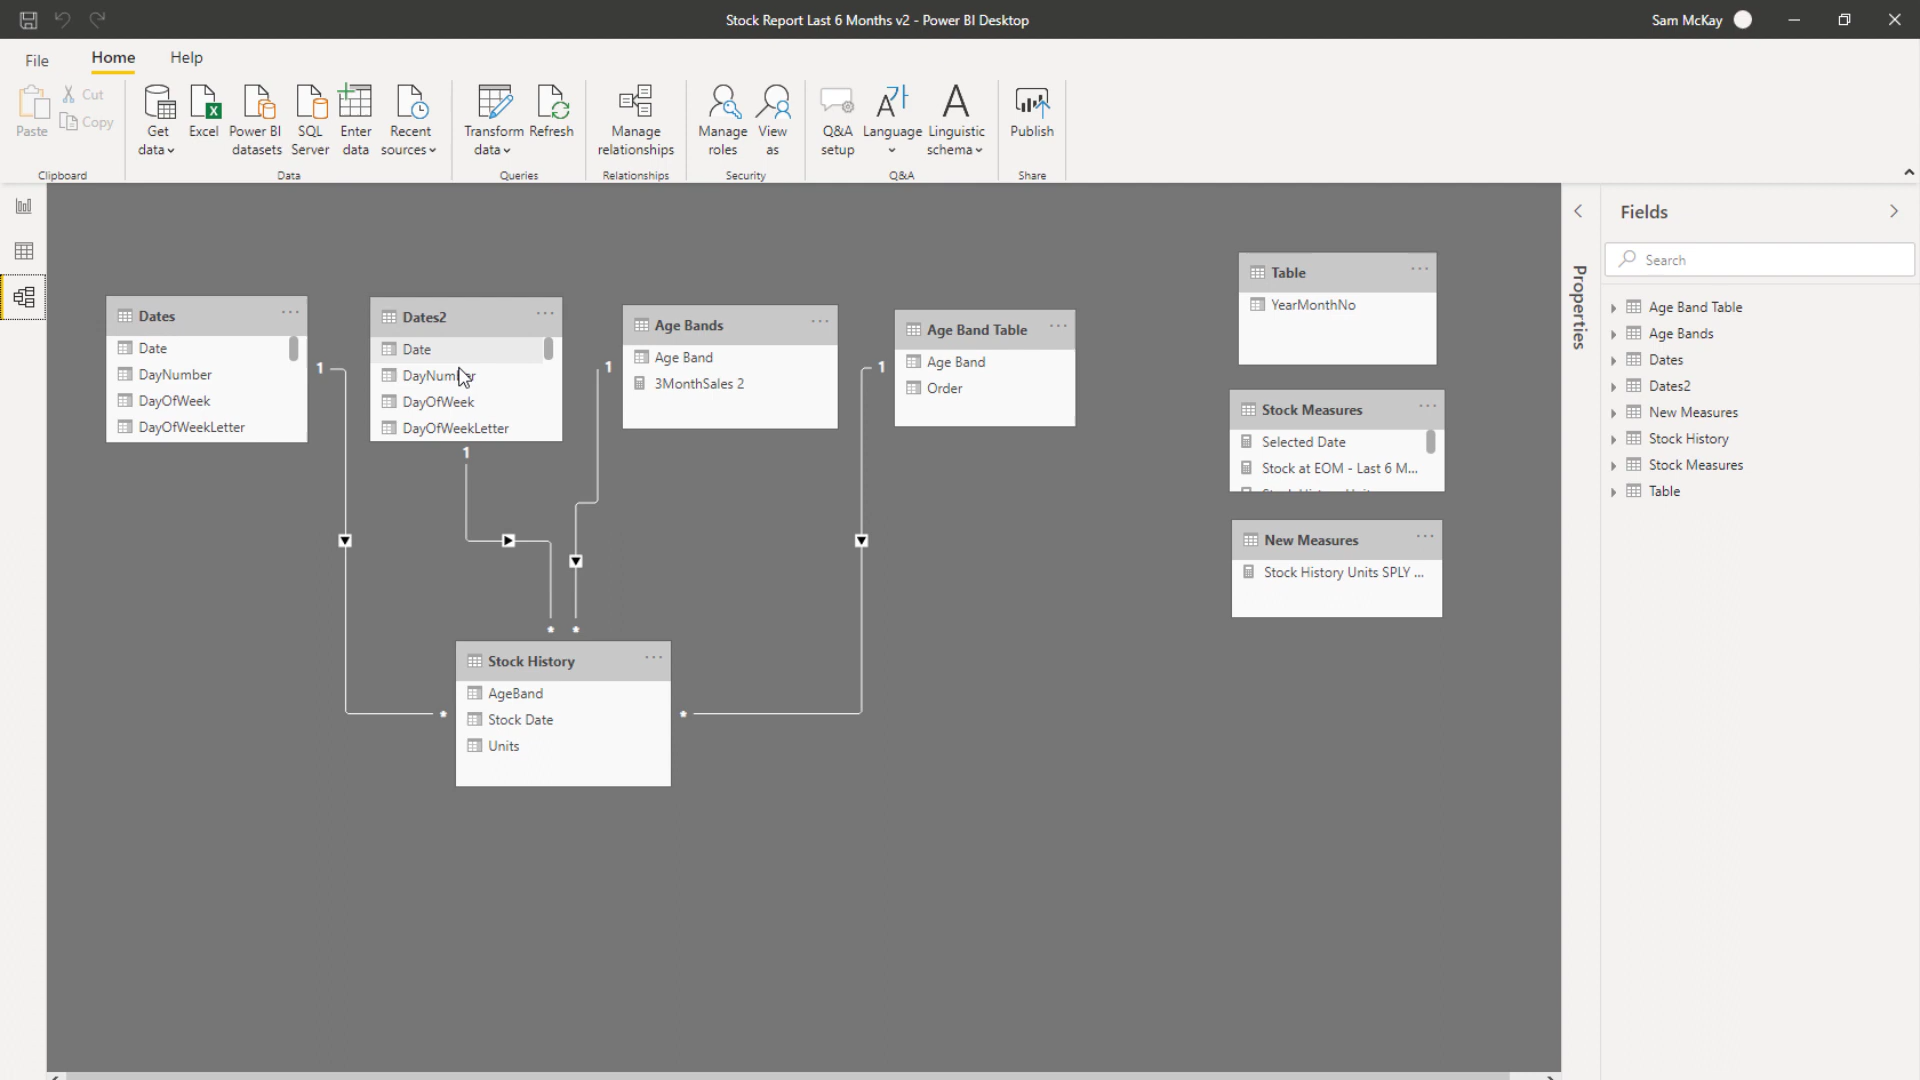 Stock Report Last 6 Months v2 - Power BI Desktop
Sam McKay
File
Home
Help
Paste
Cut
Copy
Clipboard
Get data
Excel
Power BI datasets
SQL Server
Enter data
Recent sources
Data
Transform data
Refresh
Queries
Manage relationships
Relationships
Manage roles
View as
Security
Q&A setup
Language
Linguistic schema
Q&A
Publish
Share
Dates
Date
DayNumber
DayOfWeek
DayOfWeekLetter
1
*
Dates2
Date
DayNumber
DayOfWeek
DayOfWeekLetter
1
*
Age Bands
Age Band
3MonthSales 2
1
*
Age Band Table
Age Band
Order
1
*
Stock History
AgeBand
Stock Date
Units
Table
YearMonthNo
Stock Measures
Selected Date
Stock at EOM - Last 6 M...
New Measures
Stock History Units SPLY ...
Properties
Fields
Search
Age Band Table
Age Bands
Dates
Dates2
New Measures
Stock History
Stock Measures
Table